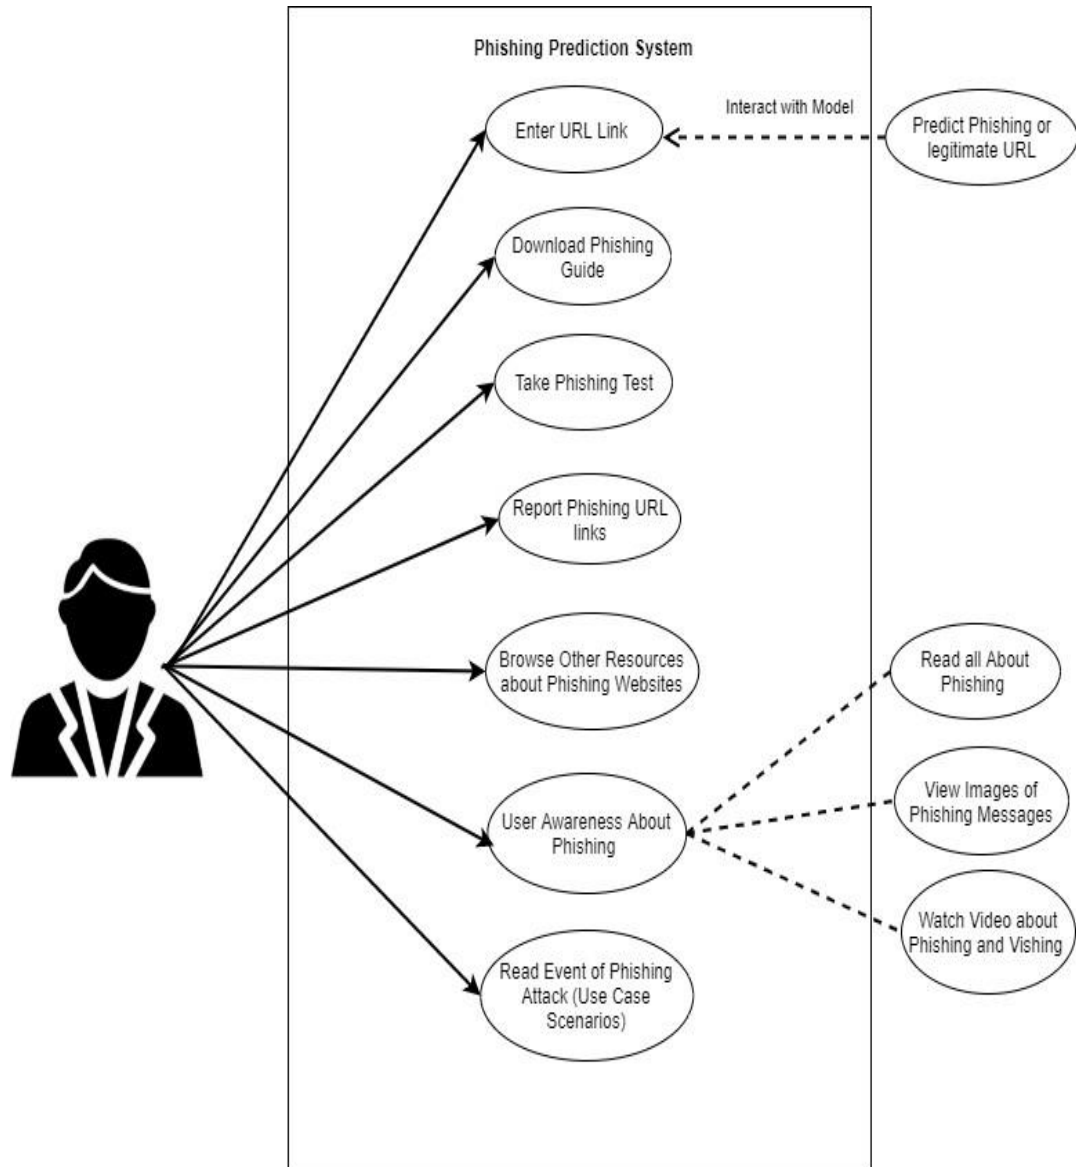 Phishing Prediction System
Enter URL Link
Interact with Model
Predict Phishing or
legitimate URL
Download Phishing
Guide
Take Phishing Test
Report Phishing URL
links
Browse Other Resources
about Phishing Websites
Read all About
Phishing
View Images of
Phishing Messages
User Awareness About
Phishing
Watch Video about
Phishing and Vishing
Read Event of Phishing
Attack (Use Case
Scenarios)